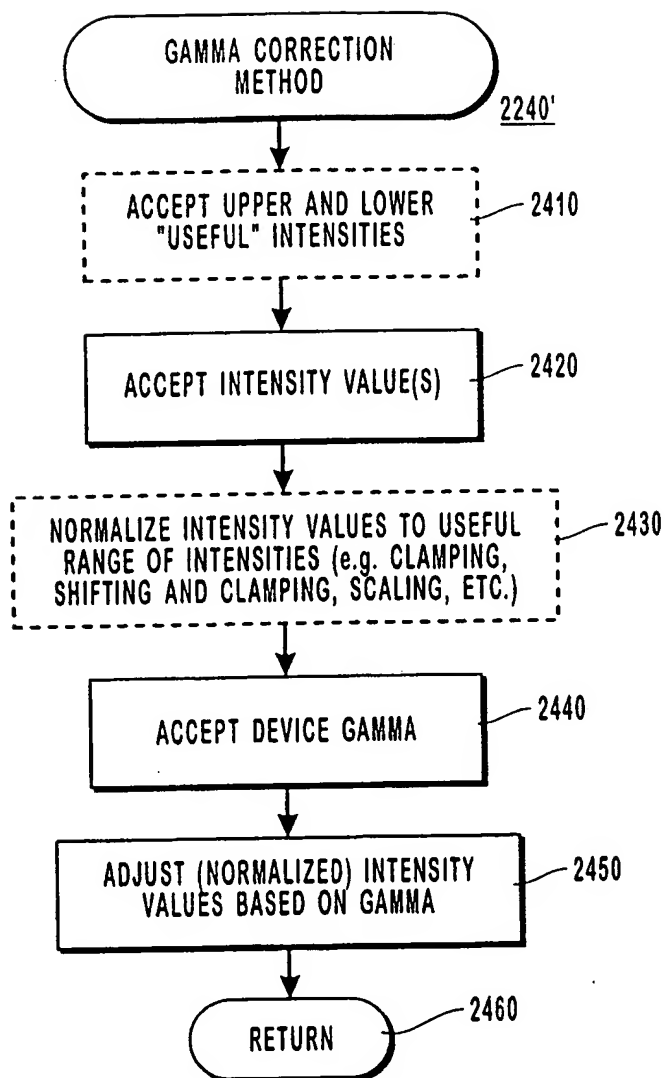 GAMMA CORRECTION
METHOD
2240'
ACCEPT UPPER AND LOWER
"USEFUL" INTENSITIES
2410
ACCEPT INTENSITY VALUE(S)
2420
NORMALIZE INTENSITY VALUES TO USEFUL
RANGE OF INTENSITIES (e.g. CLAMPING,
SHIFTING AND CLAMPING, SCALING, ETC.)
2430
ACCEPT DEVICE GAMMA
2440
ADJUST (NORMALIZED) INTENSITY
VALUES BASED ON GAMMA
2450
RETURN
2460